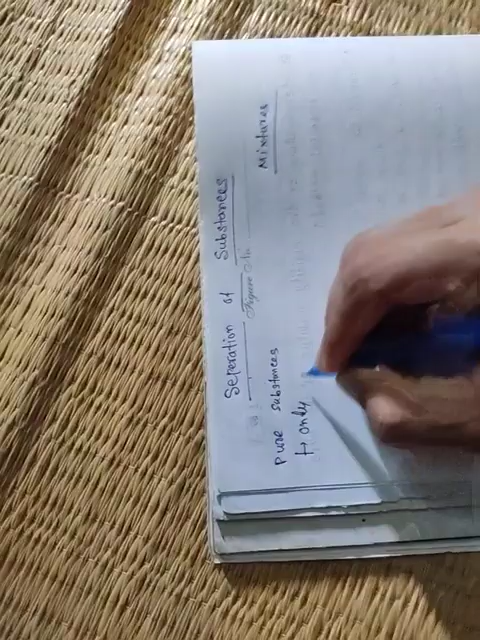 Seperation of Substances
Pure substances Mixtures
↳ only